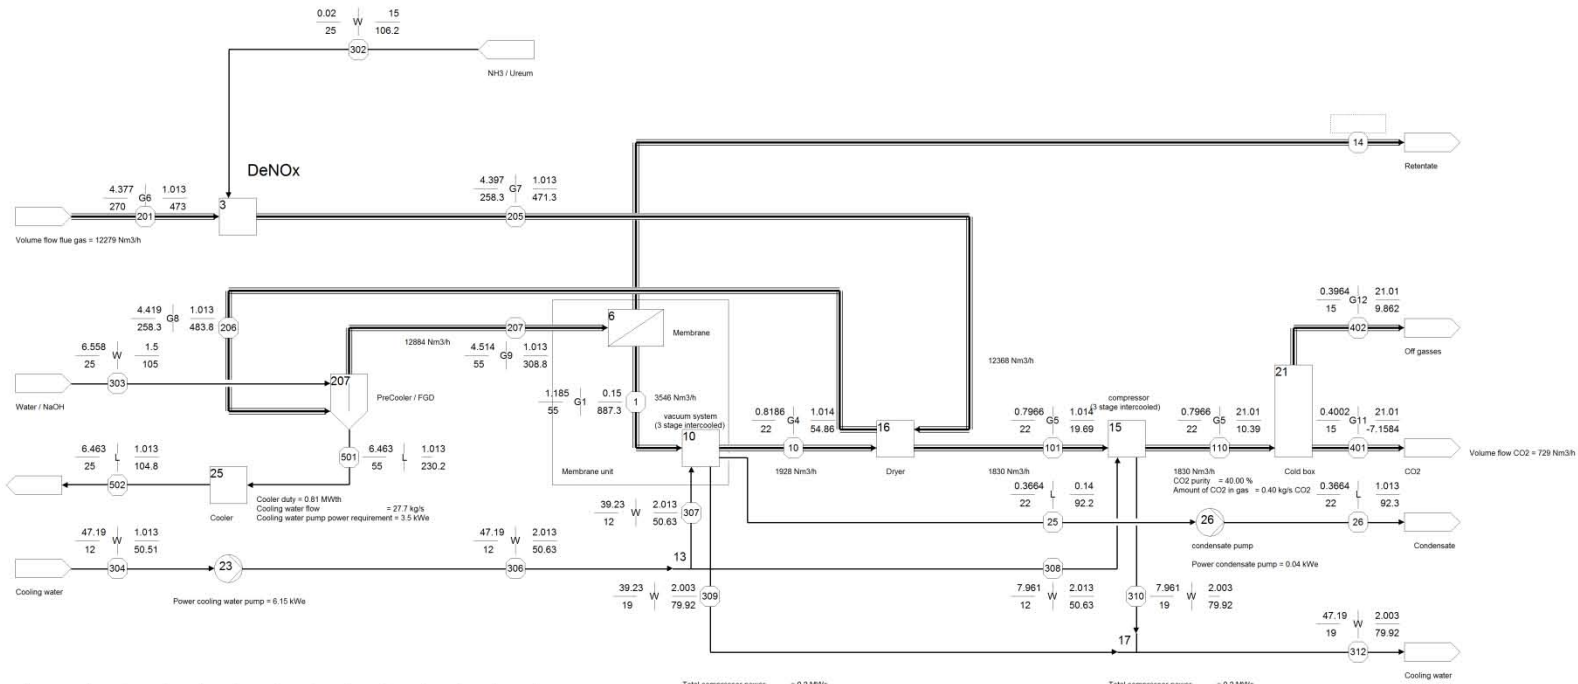 0.02 W 15
25 106.2
302
NH3 / Ureum
14
Retentate
DeNOx
4.377 G6 1.013
270 473
201
3
4.397 G7 1.013
258.3 471.3
205
Volume flow flue gas = 12279 Nm3/h
4.419 G8 1.013
258.3 483.8
206
207
12884 Nm3/h
4.514 G9 1.013
55 308.8
6
Membrane
12368 Nm3/h
0.3964 G12 21.01
15 9.862
402
Off gasses
6.558 W 1.5
25 105
303
Water / NaOH
207
PreCooler / FGD
1.185 G1 0.15
55 887.3
1
3546 Nm3/h
vacuum system
(3 stage intercooled)
10
0.8186 G4 1.014
22 54.86
10
1928 Nm3/h
16
Dryer
0.7966 G5 1.014
22 19.69
101
1830 Nm3/h
compressor
(3 stage intercooled)
15
0.7966 G5 21.01
22 10.39
110
21
Cold box
0.4002 G11 21.01
15 -7.1584
401
CO2
Volume flow CO2 = 729 Nm3/h
1830 Nm3/h
CO2 purity = 40.00 %
Amount of CO2 in gas = 0.40 kg/s CO2
6.463 L 1.013
25 104.8
502
25
Cooler
501
6.463 L 1.013
55 230.2
Cooler duty = 0.81 MWth
Cooling water flow = 27.7 kg/s
Cooling water pump power requirement = 3.5 kWe
Membrane unit
39.23 W 2.013
12 50.63
307
0.3664 L 0.14
22 92.2
25
26
condensate pump
Power condensate pump = 0.04 kWe
0.3664 L 1.013
22 92.3
26
Condensate
47.19 W 1.013
12 50.51
304
Cooling water
23
Power cooling water pump = 6.15 kWe
47.19 W 2.013
12 50.63
306
13
308
7.961 W 2.013
12 50.63
39.23 W 2.003
19 79.92
309
310
7.961 W 2.003
19 79.92
17
47.19 W 2.003
19 79.92
312
Cooling water
Total compressor power = 0.3 MWe
Total compressor power